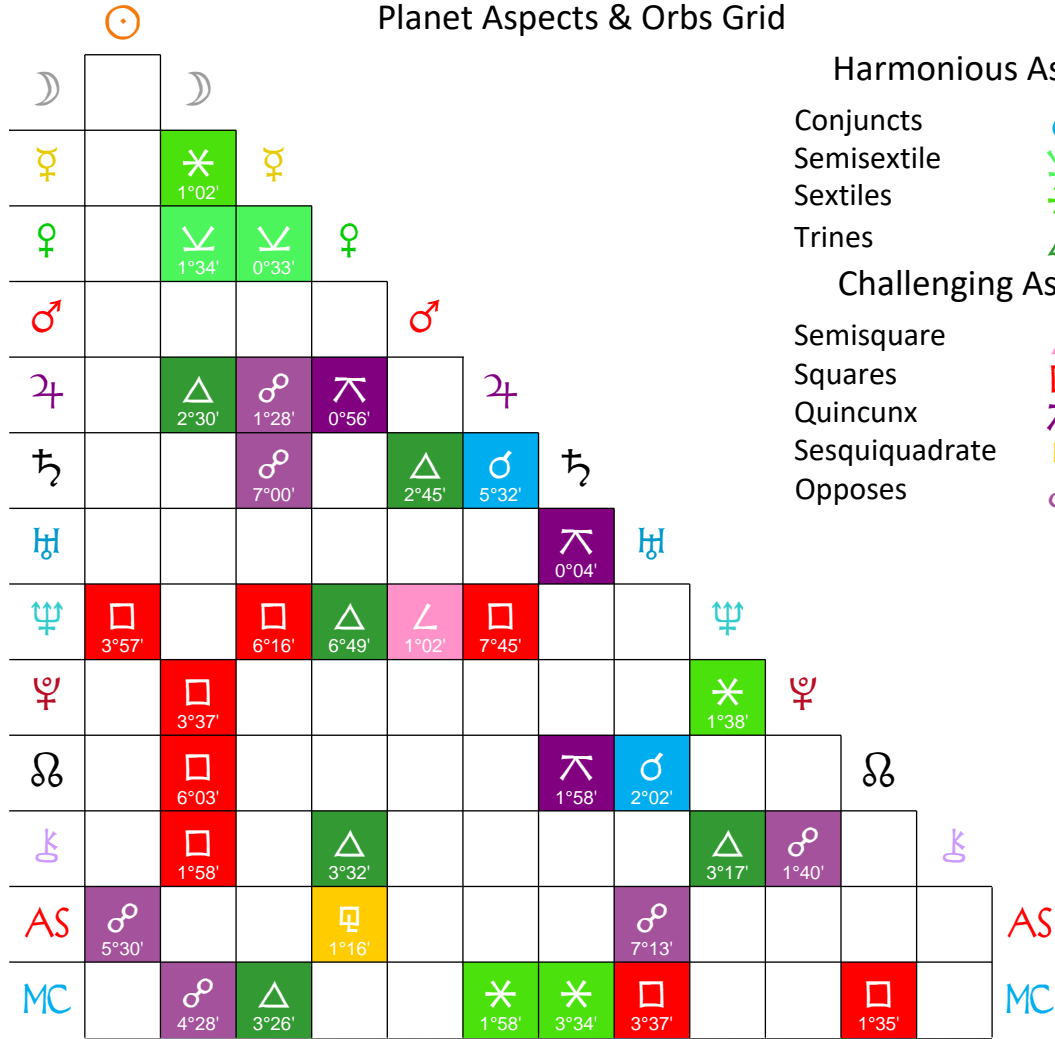 Planet Aspects & Orbs Grid
☉
Harmonious As
☽ ☽
Conjuncts ☌
Semisextile ⚺
☿ ⚹ ☿
1°02'
Sextiles ⚹
Trines △
♀ ⚺ ⚺ ♀
1°34' 0°33'
Challenging As
♂ ♂
Semisquare ∠
Squares □
♃ △ ☍ ⚻ ♃
2°30' 1°28' 0°56'
Quincunx ⚻
Sesquiquadrate ⚼
♄ ☍ △ ☌ ♄
7°00' 2°45' 5°32'
Opposes ☍
♅ ⚻ ♅
0°04'
♆ □ □ △ ∠ □ ♆
3°57' 6°16' 6°49' 1°02' 7°45'
♇ □ ⚹ ♇
3°37' 1°38'
☊ □ ⚻ ☌ ☊
6°03' 1°58' 2°02'
⚷ □ △ △ ☍ ⚷
1°58' 3°32' 3°17' 1°40'
AS ☍ ⚼ ☍ AS
5°30' 1°16' 7°13'
MC ☍ △ ⚹ ⚹ □ □ MC
4°28' 3°26' 1°58' 3°34' 3°37' 1°35'